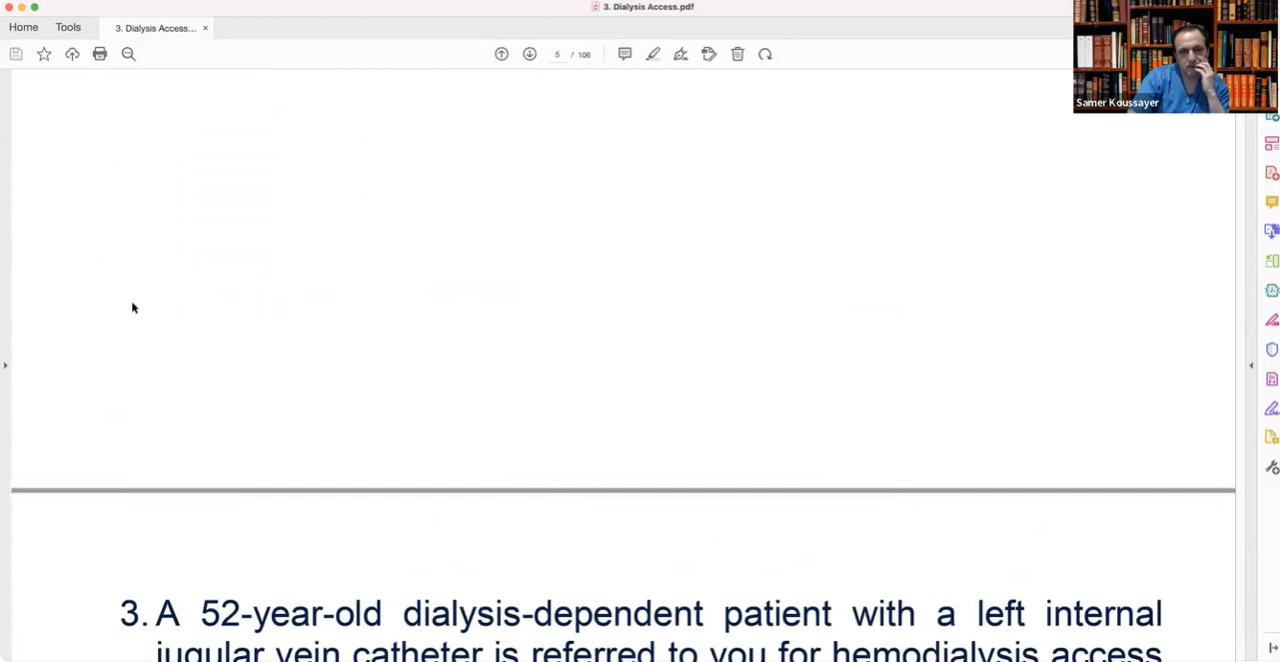 3. Dialysis Access.pdf
Home Tools 3. Dialysis Access... ×
5 / 106
Samer Koussayer
3. A 52-year-old dialysis-dependent patient with a left internal
jugular vein catheter is referred to you for hemodialysis access